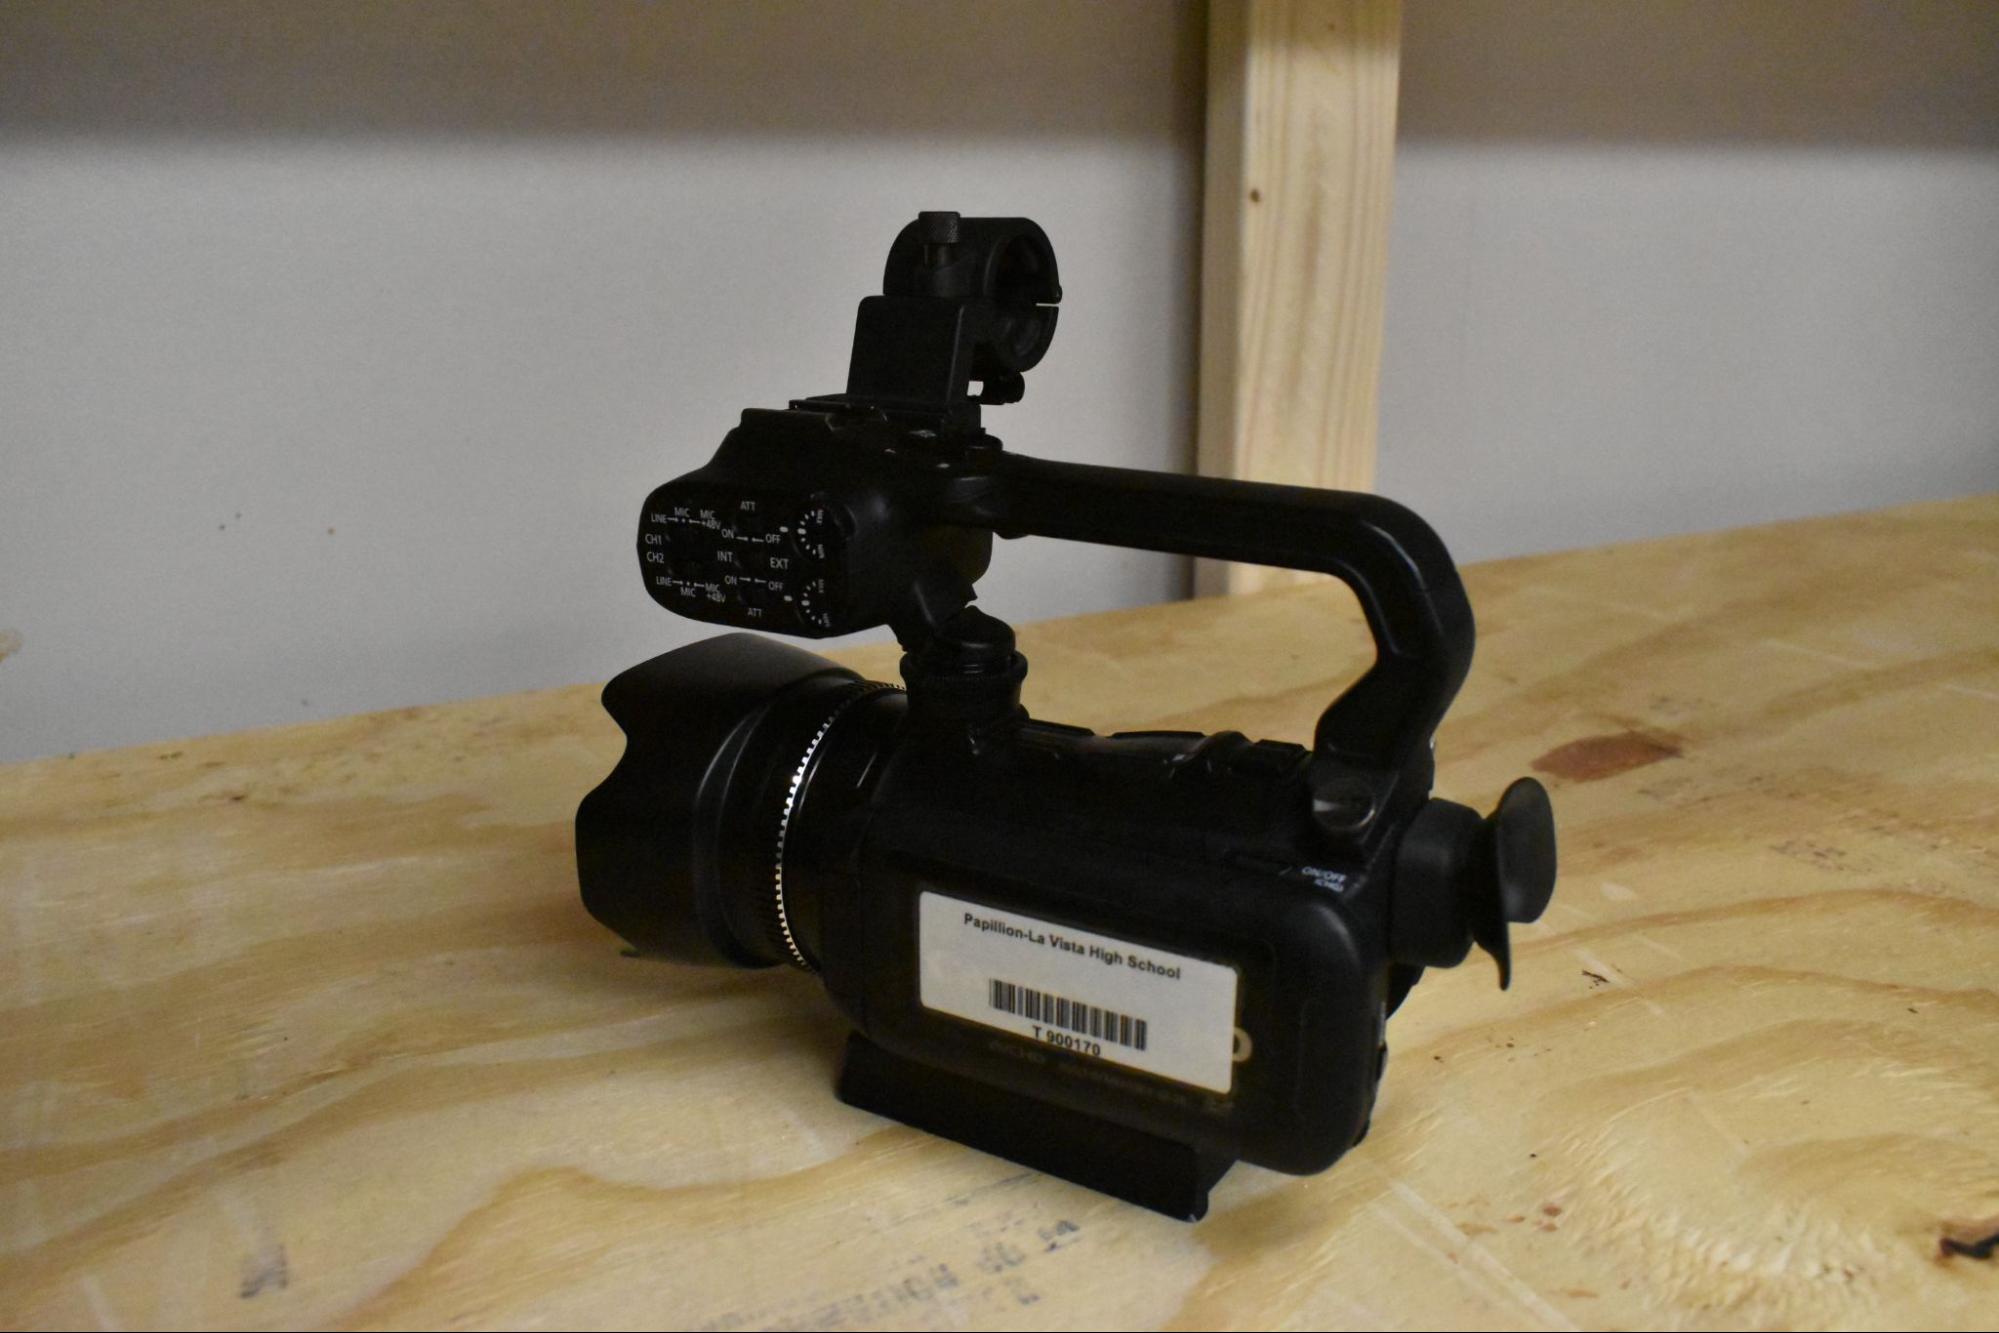 ATT
MIC MIC
LINE +48V
ON OFF
CH1
CH2 INT EXT
LINE MIC ON OFF
MIC +48V
ATT
ON/OFF
(CHG)
Papillion-La Vista High School
T 900170